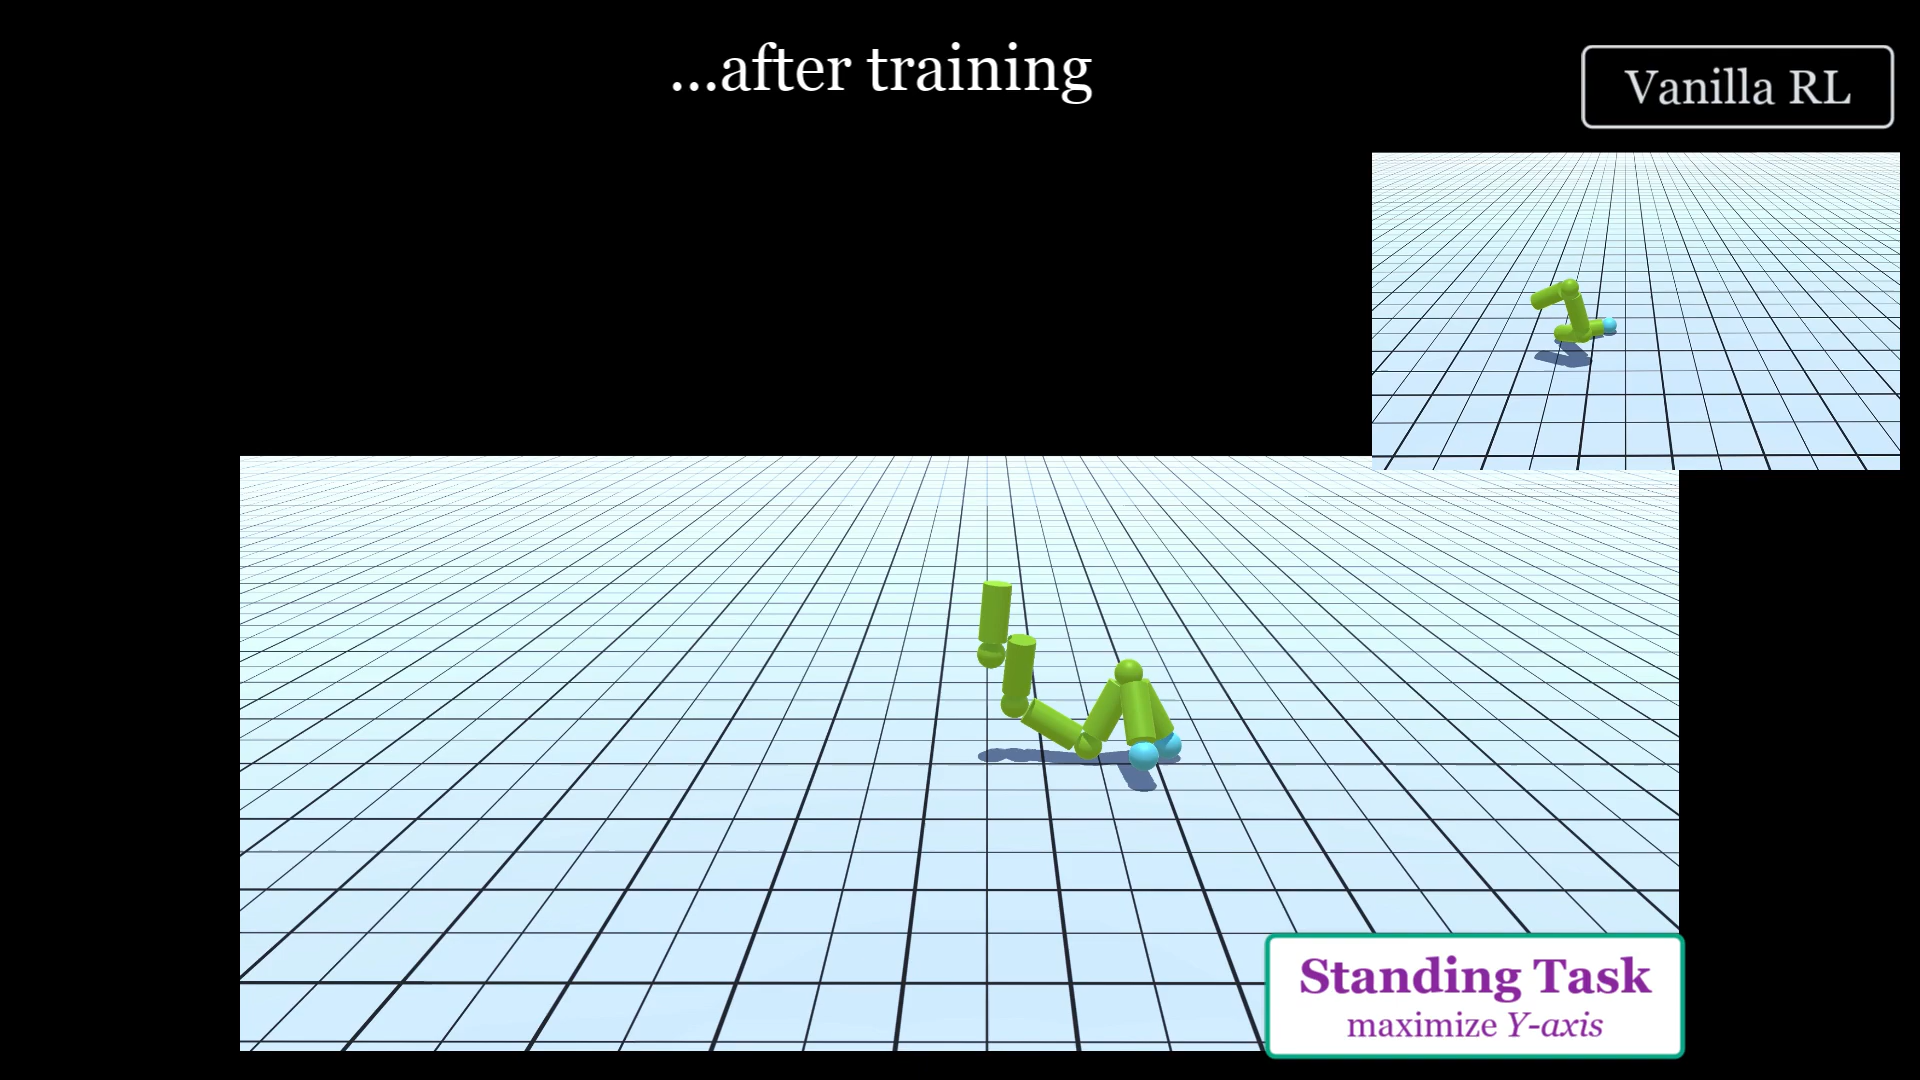 ...after training
Vanilla RL
Standing Task
maximize Y-axis